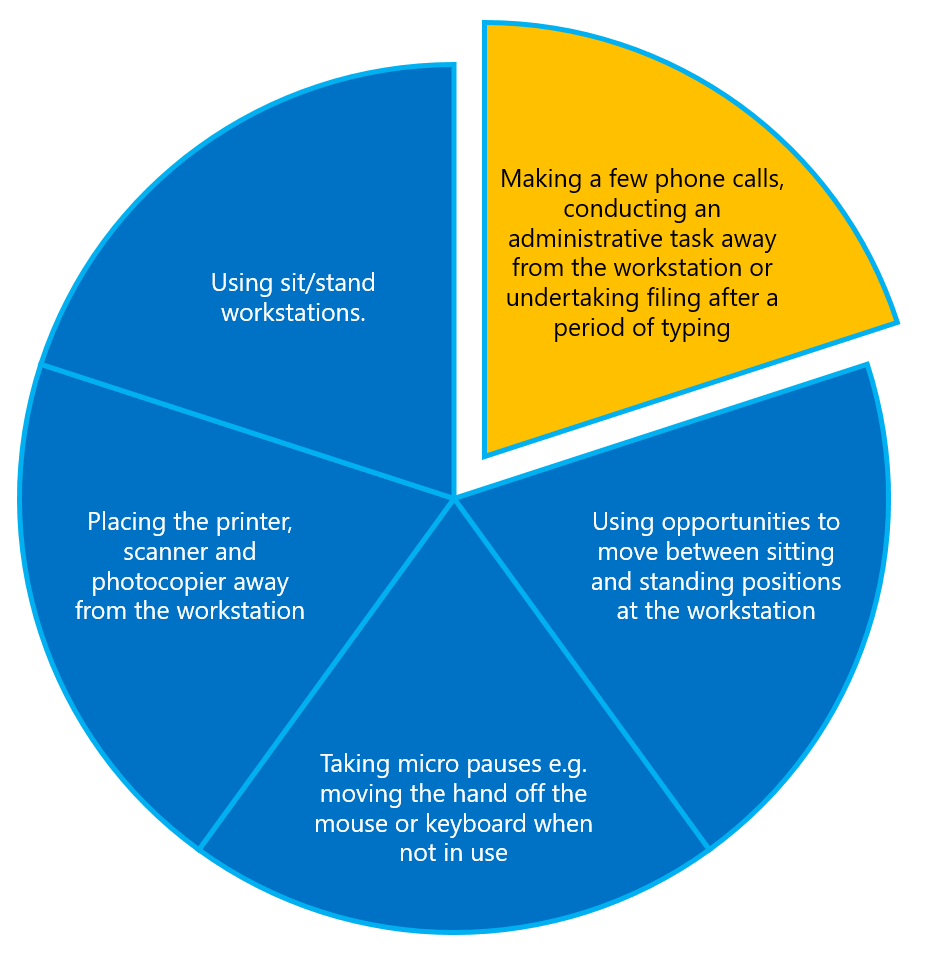 Making a few phone calls,
conducting an
administrative task away
from the workstation or
undertaking filing after a
period of typing
Using opportunities to
move between sitting
and standing positions
at the workstation
Taking micro pauses e.g.
moving the hand off the
mouse or keyboard when
not in use
Placing the printer,
scanner and
photocopier away
from the workstation
Using sit/stand
workstations.